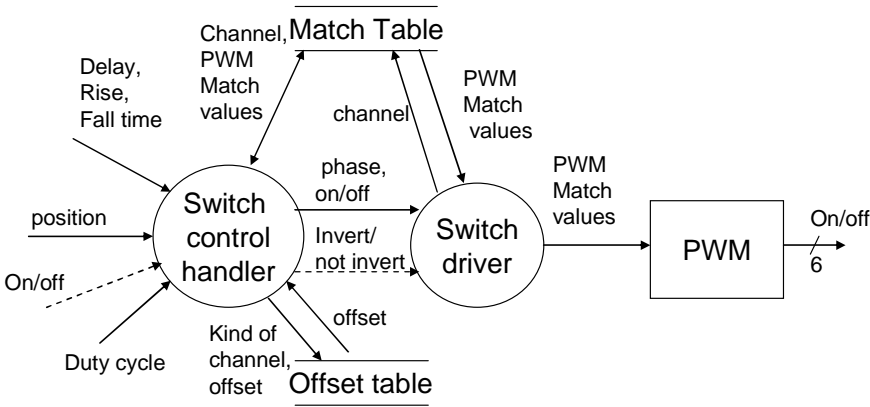 Channel,
PWM
Match
values
Match Table
Delay,
Rise,
Fall time
PWM
Match
values
channel
PWM
Match
values
phase,
on/off
position
Switch
control
handler
Switch
driver
PWM
On/off
6
Invert/
not invert
On/off
Duty cycle
Kind of
channel,
offset
offset
Offset table